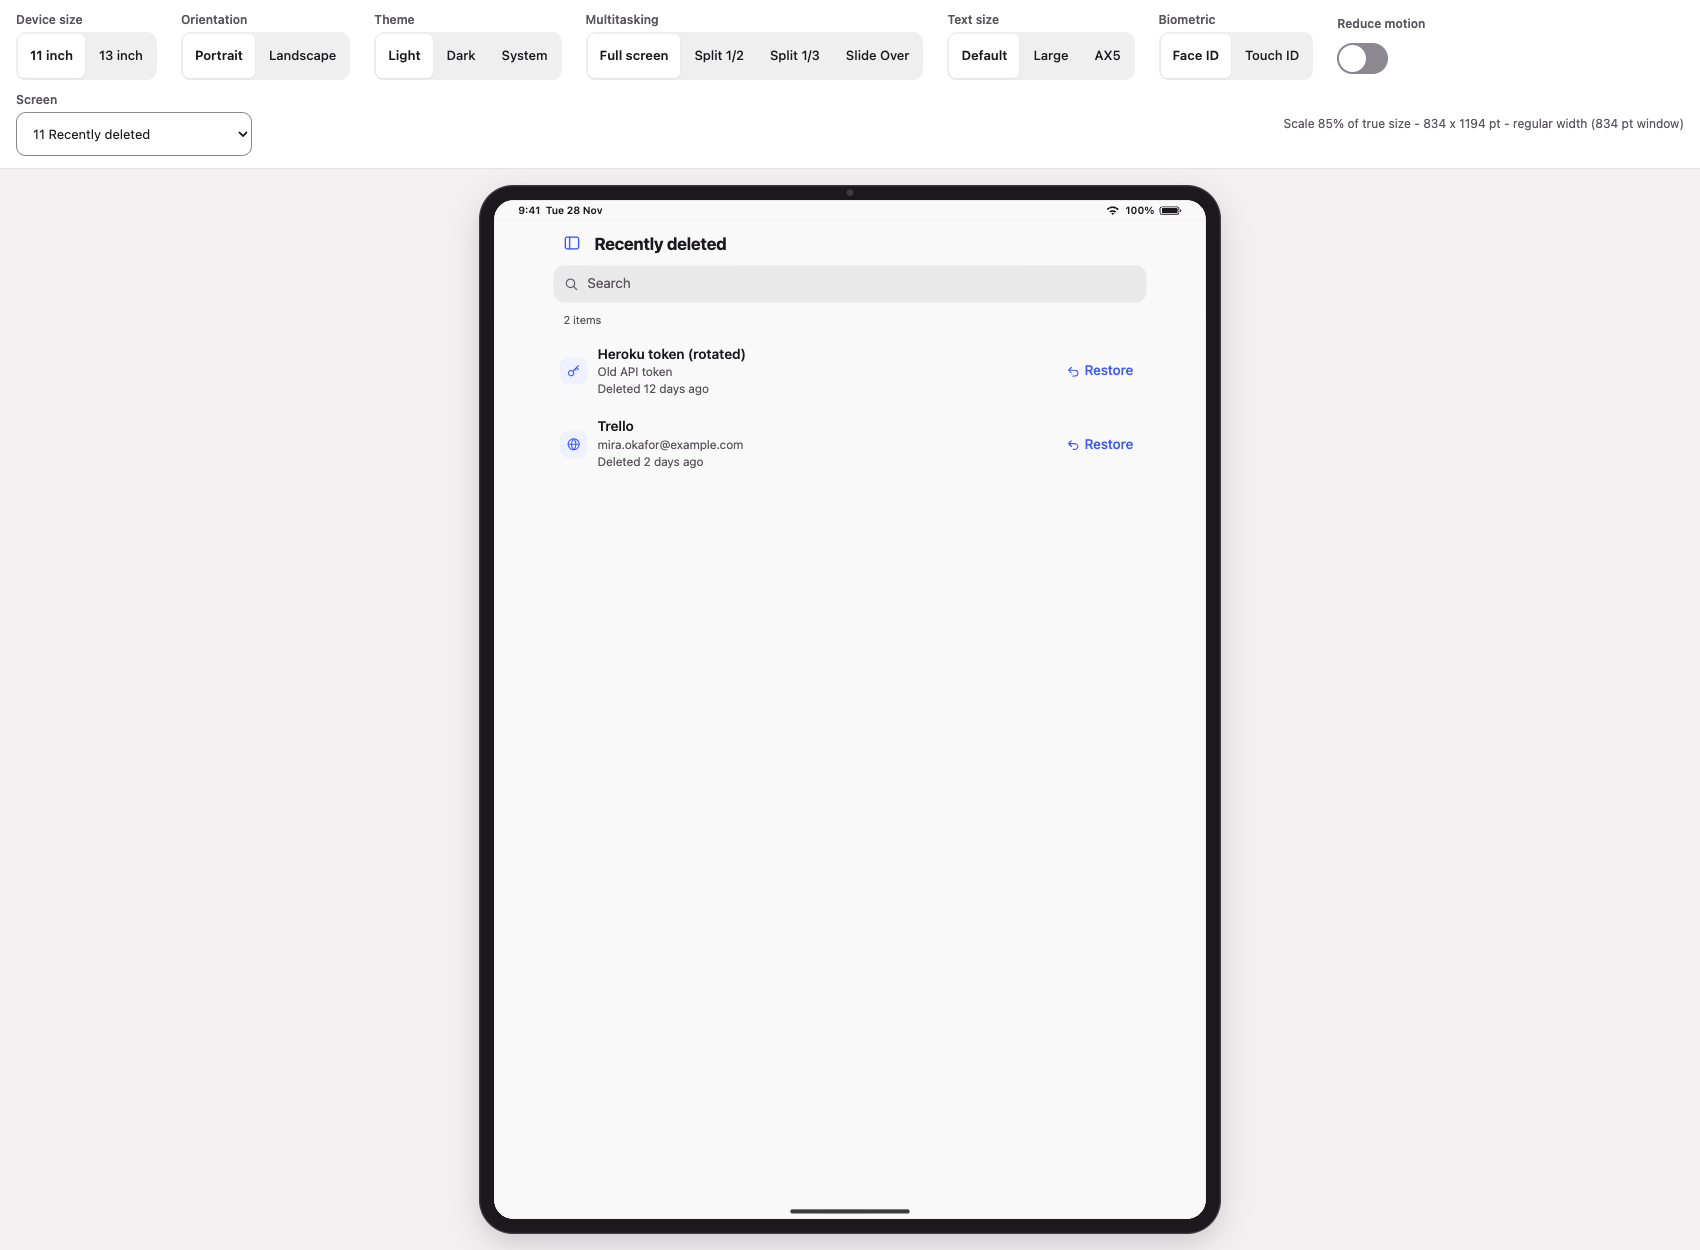 Device size
11 inch 13 inch
Orientation
Portrait Landscape
Theme
Light Dark System
Multitasking
Full screen Split 1/2 Split 1/3 Slide Over
Text size
Default Large AX5
Biometric
Face ID Touch ID
Reduce motion
Screen
11 Recently deleted
Scale 85% of true size - 834 x 1194 pt - regular width (834 pt window)
9:41 Tue 28 Nov
100%
Recently deleted
Search
2 items
Heroku token (rotated)
Old API token
Deleted 12 days ago
Restore
Trello
mira.okafor@example.com
Deleted 2 days ago
Restore